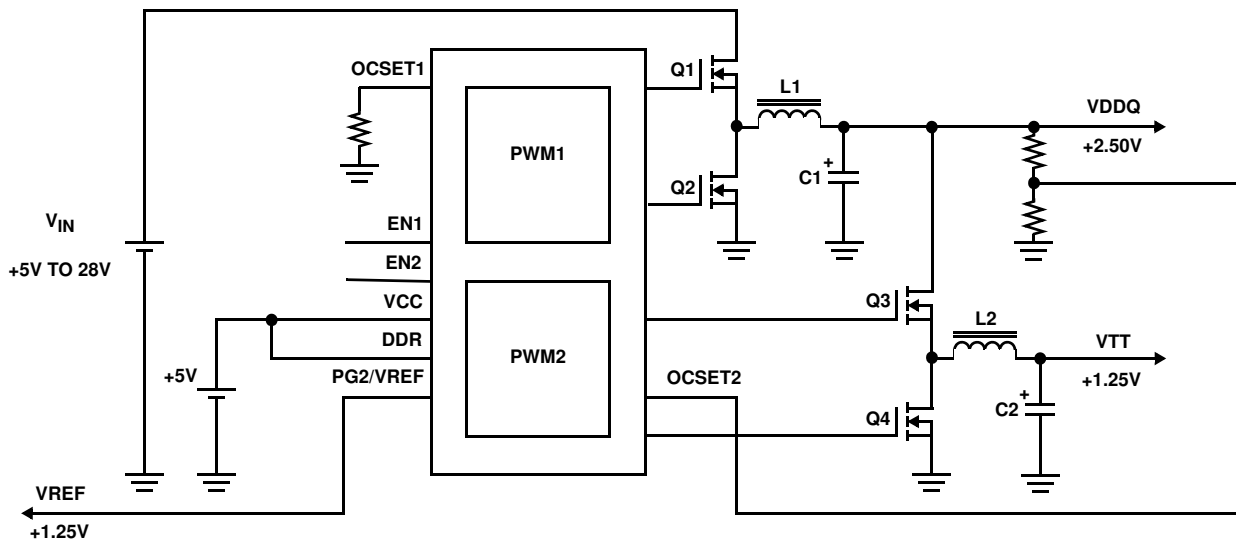 OCSET1
Q1
L1
VDDQ
+2.50V
PWM1
+
C1
Q2
VIN
+5V TO 28V
EN1
EN2
VCC
DDR
PG2/VREF
+5V
PWM2
Q3
L2
VTT
+1.25V
OCSET2
+
C2
Q4
VREF
+1.25V